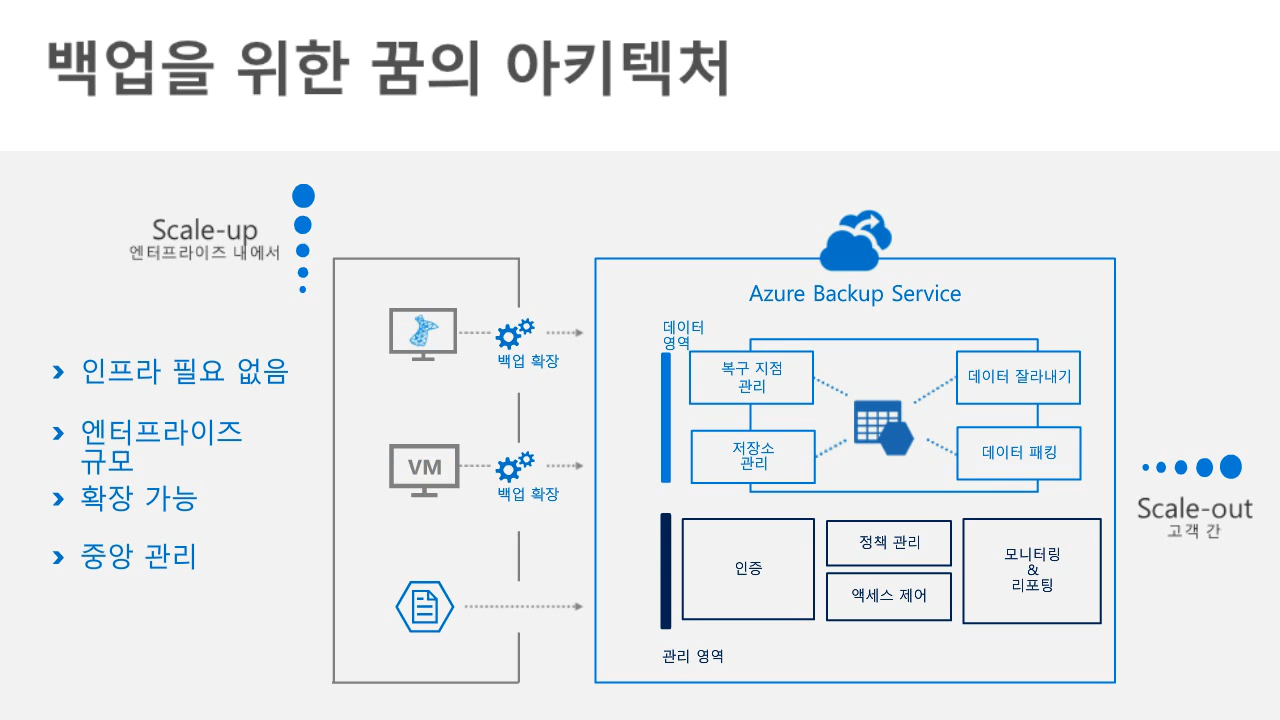 백업을 위한 꿈의 아키텍처
Scale-up
엔터프라이즈 내에서
인프라 필요 없음
엔터프라이즈
규모
확장 가능
중앙 관리
백업 확장
VM
백업 확장
Azure Backup Service
데이터
영역
복구 지점
관리
데이터 잘라내기
저장소
관리
데이터 패킹
인증
정책 관리
액세스 제어
모니터링
&
리포팅
관리 영역
Scale-out
고객 간